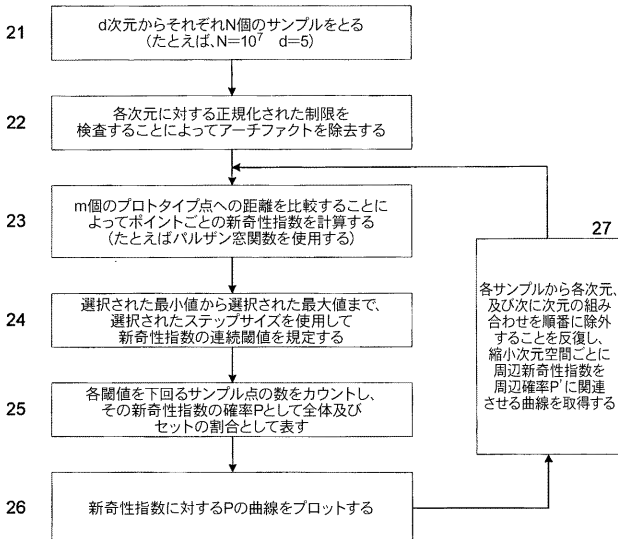 21
d次元からそれぞれN個のサンプルをとる
(たとえば、N=10⁷ d=5)
22
各次元に対する正規化された制限を
検査することによってアーチファクトを除去する
23
m個のプロトタイプ点への距離を比較することに
よってポイントごとの新奇性指数を計算する
(たとえばパルザン窓関数を使用する)
24
選択された最小値から選択された最大値まで、
選択されたステップサイズを使用して
新奇性指数の連続閾値を規定する
25
各閾値を下回るサンプル点の数をカウントし、
その新奇性指数の確率Pとして全体及び
セットの割合として表す
26
新奇性指数に対するPの曲線をプロットする
27
各サンプルから各次元、
及び次に次元の組み
合わせを順番に除外
することを反復し、
縮小次元空間ごとに
周辺新奇性指数を
周辺確率P'に関連
させる曲線を取得する